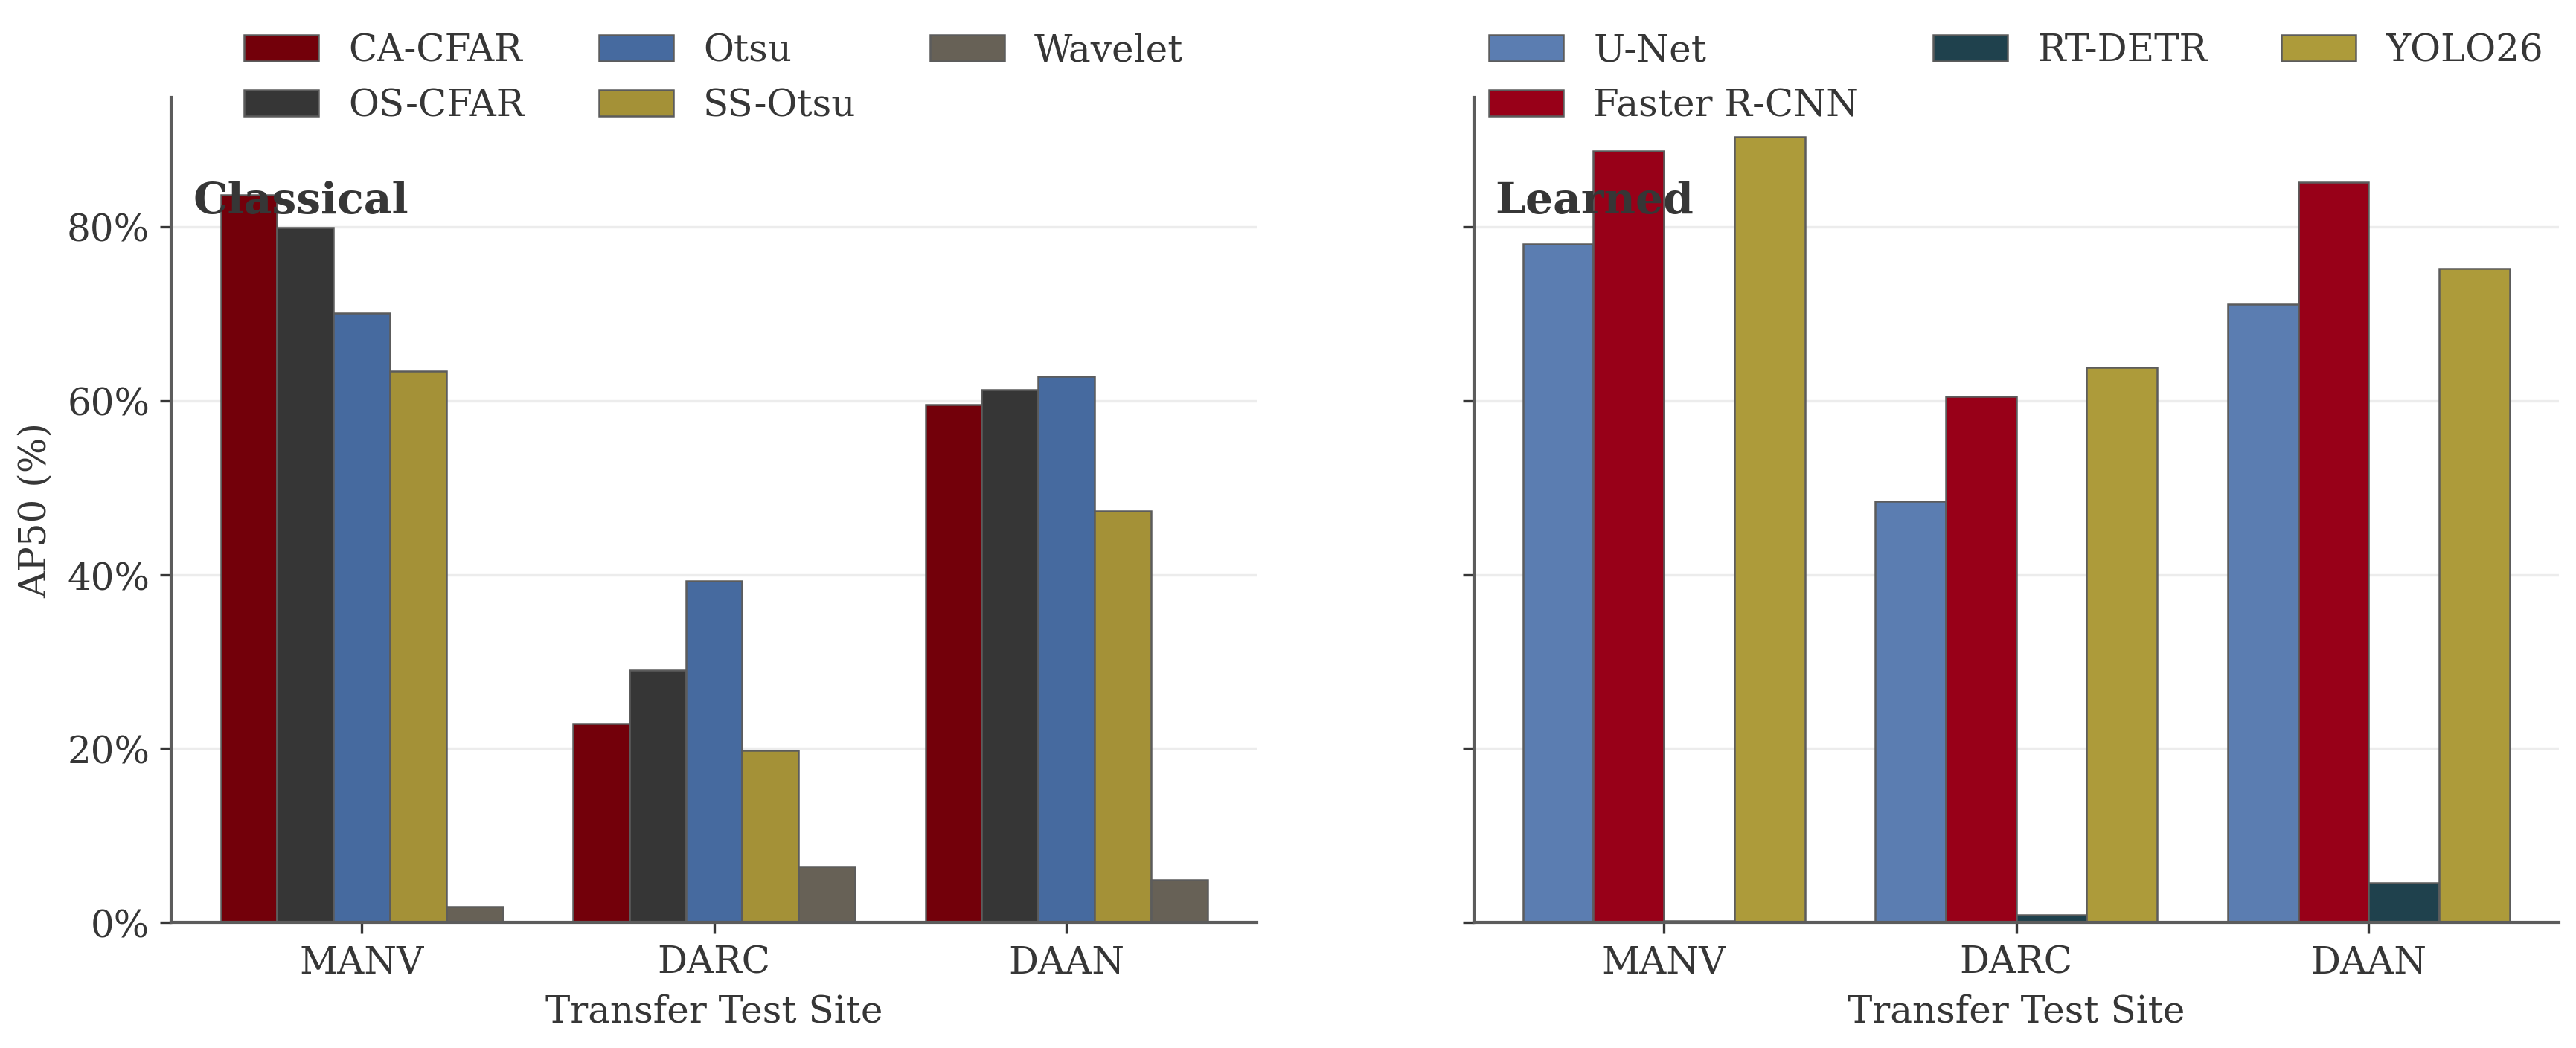 CA-CFAR Otsu Wavelet
OS-CFAR SS-Otsu
Classical
80%
60%
40%
20%
0%
AP50 (%)
MANV DARC DAAN
Transfer Test Site
U-Net RT-DETR YOLO26
Faster R-CNN
Learned
MANV DARC DAAN
Transfer Test Site